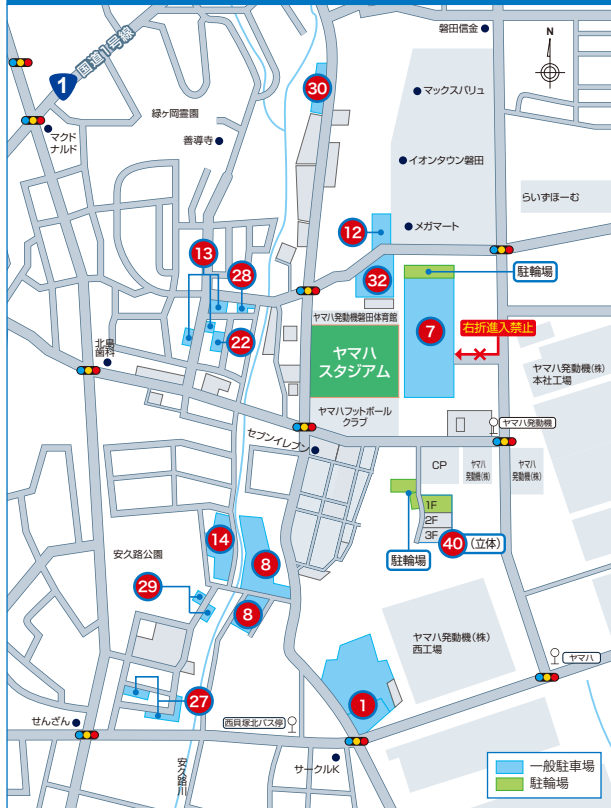 磐田信金
N
1
国道1号線
30
マックスバリュ
緑ヶ岡霊園
マクド
ナルド
善導寺
イオンタウン磐田
らいずほーむ
12
メガマート
13
28
32
駐輪場
ヤマハ発動機磐田体育館
7
右折進入禁止
22
北島
歯科
ヤマハ
スタジアム
ヤマハ発動機(株)
本社工場
ヤマハフットボール
クラブ
ヤマハ発動機
セブンイレブン
CP
ヤマハ
発動機(株)
ヤマハ
発動機(株)
1F
2F
3F
14
40
(立体)
安久路公園
8
駐輪場
29
8
ヤマハ発動機(株)
西工場
ヤマハ
27
1
せんざん
西貝塚北バス停
安久路川
サークルK
一般駐車場
駐輪場